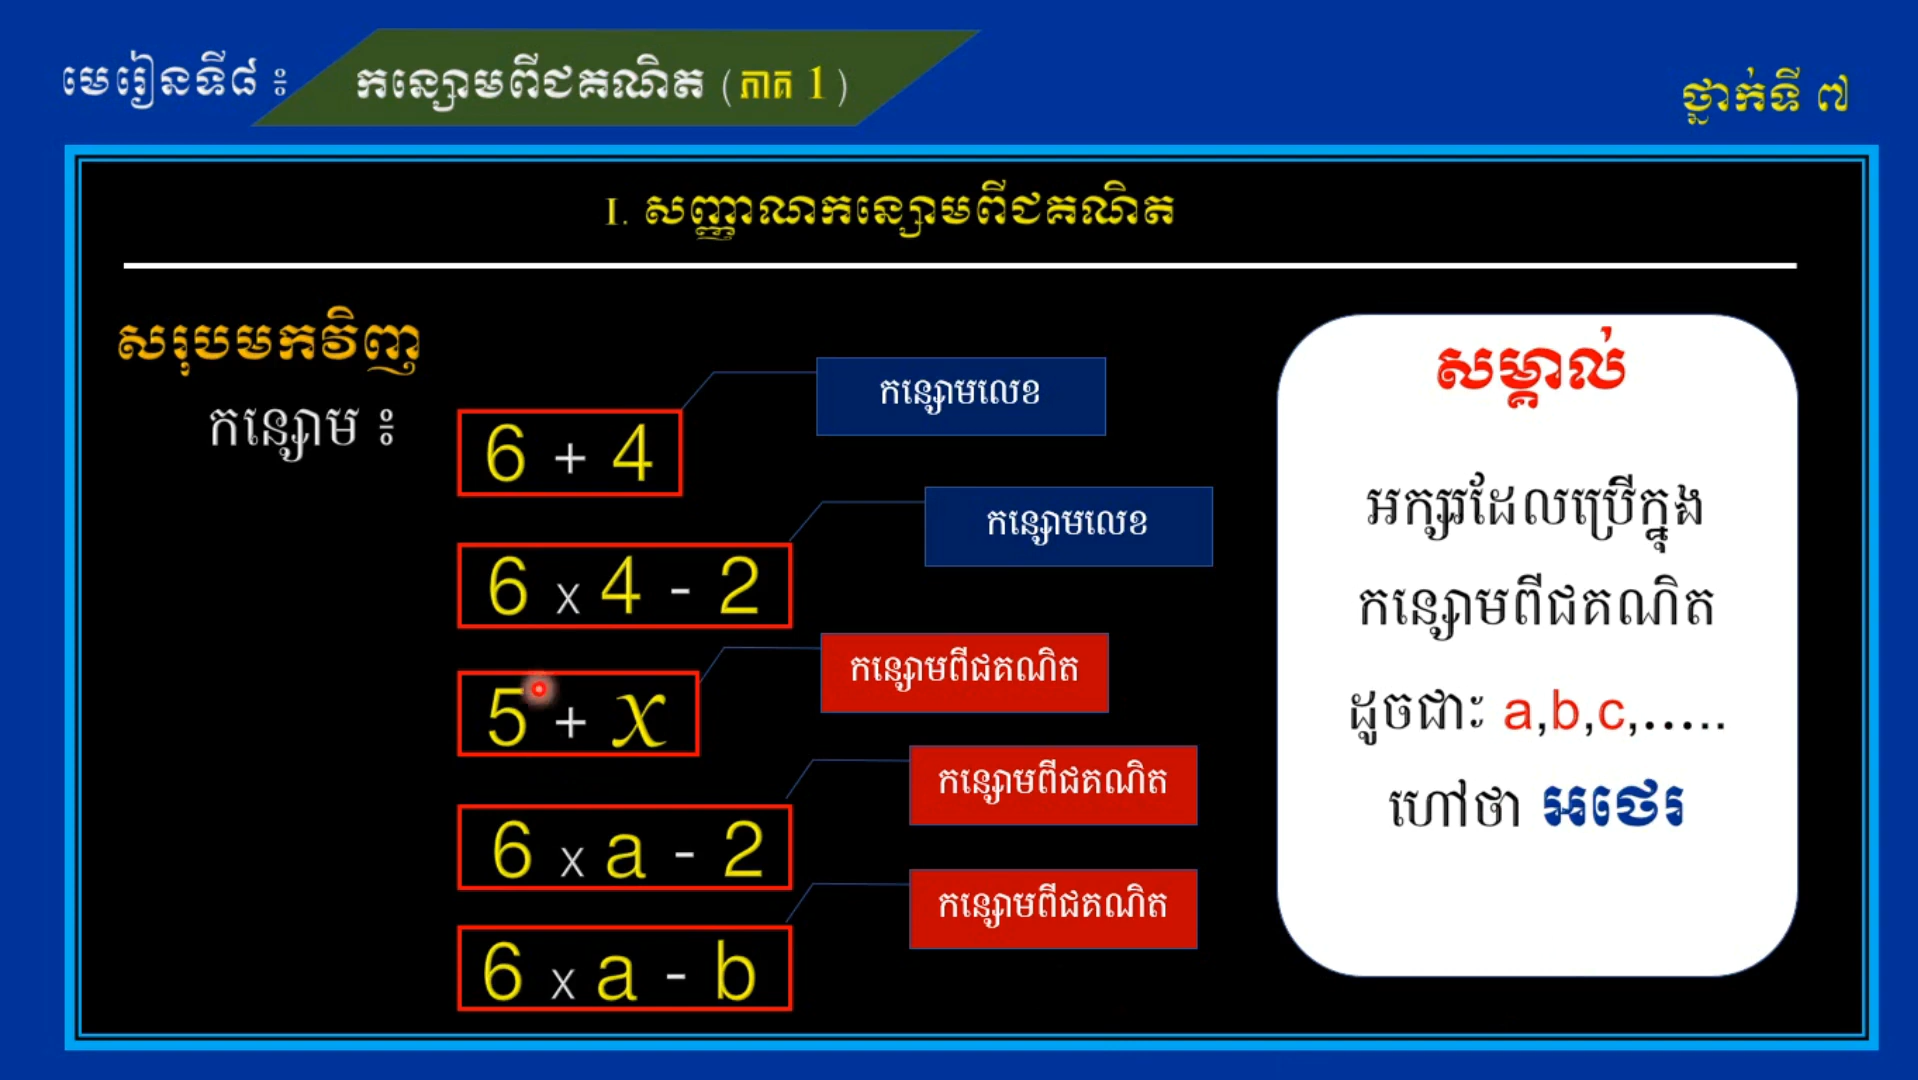 មេរៀនទី៨ ៖ កន្សោមពីជគណិត (ភាគ 1)
ថ្នាក់ទី ៧
I. សញ្ញាណកន្សោមពីជគណិត
សរុបមកវិញ
កន្សោម ៖
6 + 4
កន្សោមលេខ
6 x 4 - 2
កន្សោមលេខ
5 + x
កន្សោមពីជគណិត
6 x a - 2
កន្សោមពីជគណិត
6 x a - b
កន្សោមពីជគណិត
សម្គាល់
អក្សរដែលប្រើក្នុង
កន្សោមពីជគណិត
ដូចជាៈ a,b,c,.....
ហៅថា អថេរ